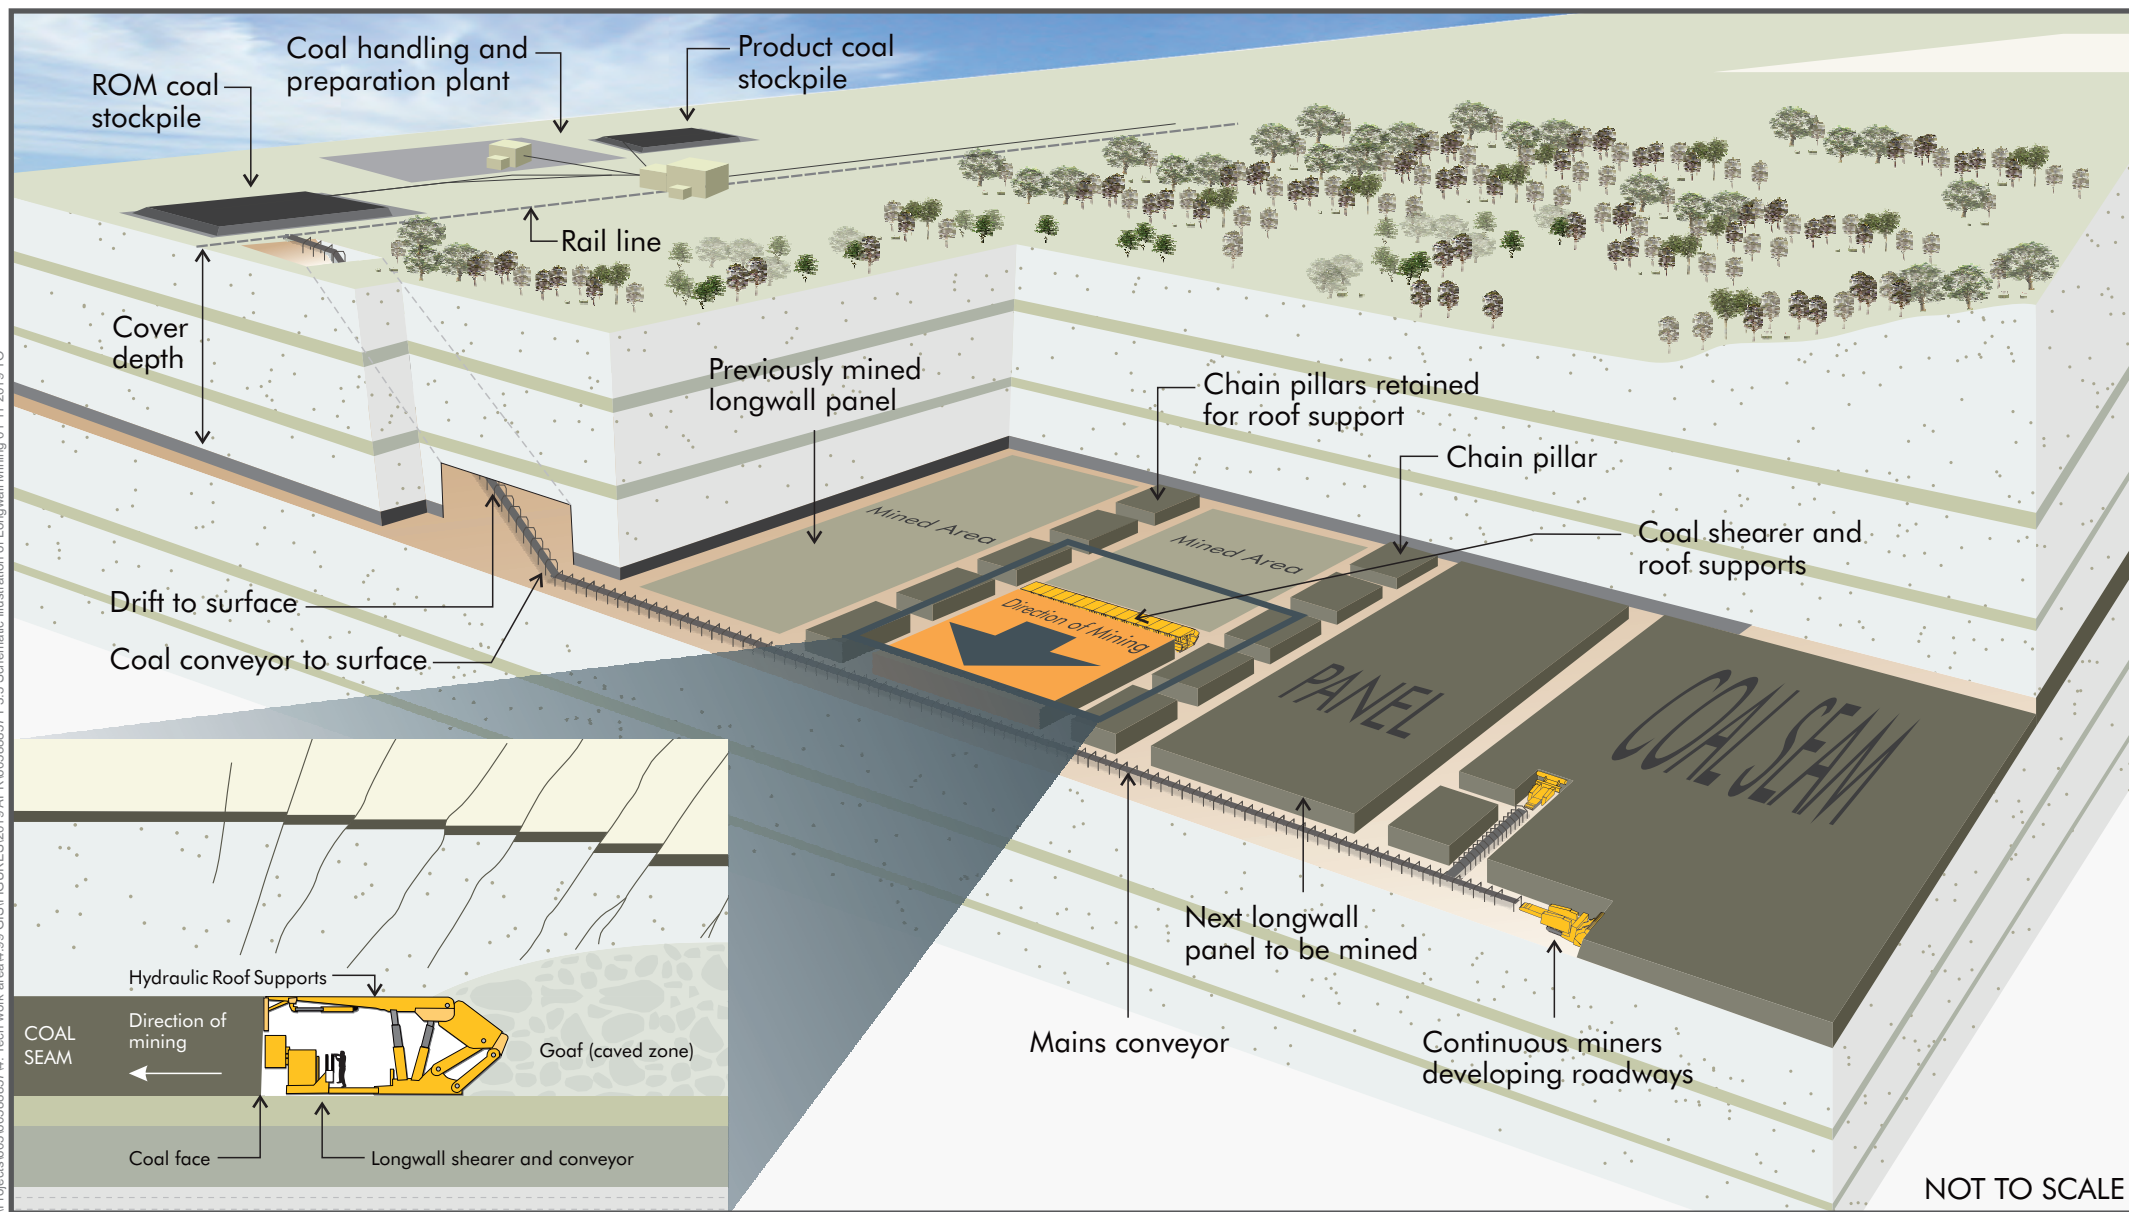 Coal handling and
preparation plant
Product coal
stockpile
ROM coal
stockpile
Rail line
Cover
depth
Previously mined
longwall panel
Chain pillars retained
for roof support
Chain pillar
Coal shearer and
roof supports
Mined Area
Mined Area
Direction of Mining
Drift to surface
Coal conveyor to surface
PANEL
COAL SEAM
Next longwall
panel to be mined
Mains conveyor
Continuous miners
developing roadways
Hydraulic Roof Supports
COAL
SEAM
Direction of
mining
Goaf (caved zone)
Coal face
Longwall shearer and conveyor
NOT TO SCALE